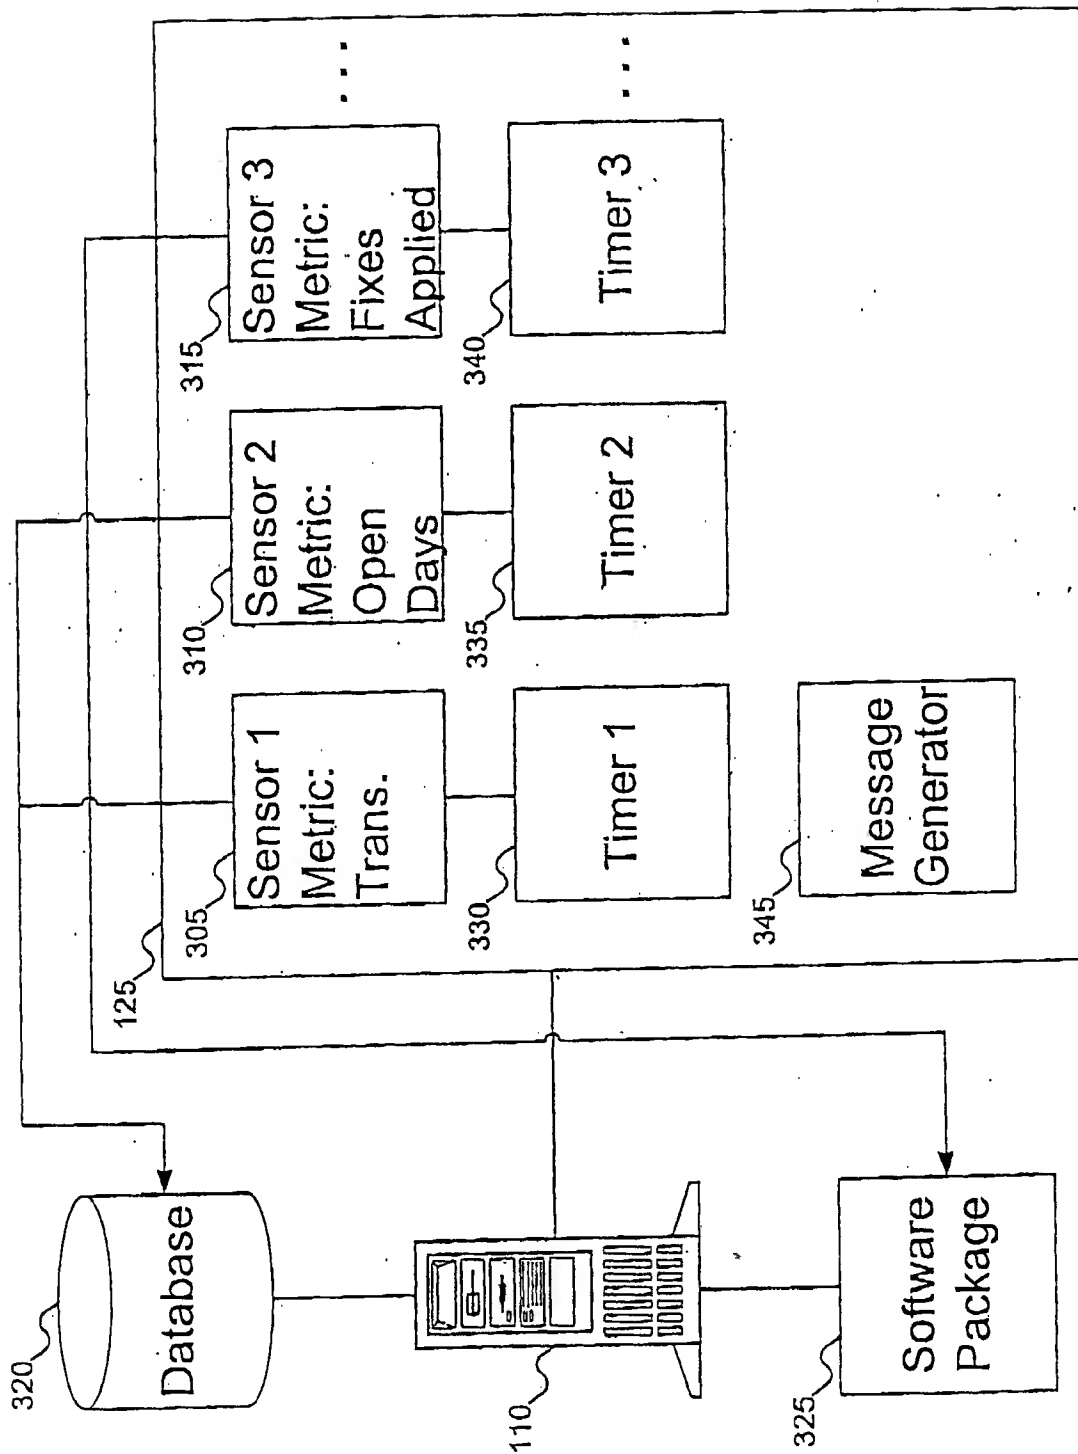 320
Database
110
325
Software
Package
125
305
Sensor 1
Metric:
Trans.
310
Sensor 2
Metric:
Open
Days
315
Sensor 3
Metric:
Fixes
Applied
...
330
Timer 1
335
Timer 2
340
Timer 3
...
345
Message
Generator